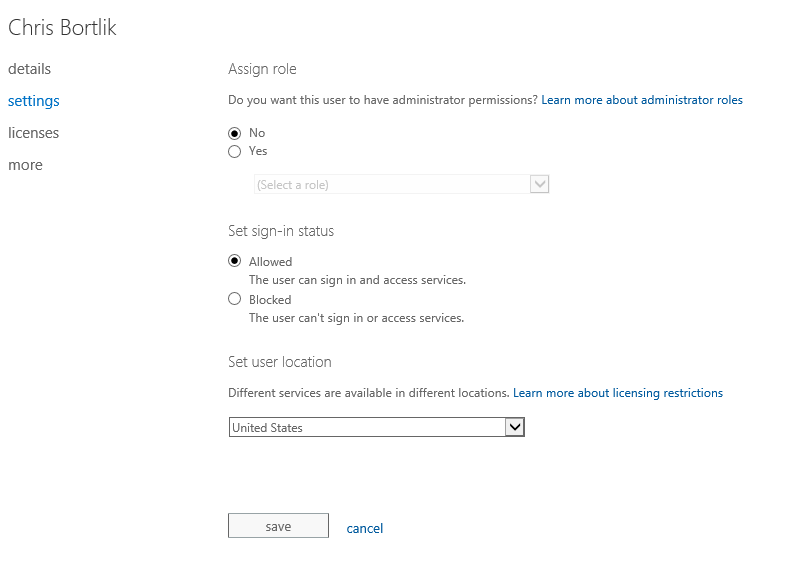 Chris Bortlik
details
settings
licenses
more
Assign role
Do you want this user to have administrator permissions? Learn more about administrator roles
No
Yes
(Select a role)
Set sign-in status
Allowed
The user can sign in and access services.
Blocked
The user can't sign in or access services.
Set user location
Different services are available in different locations. Learn more about licensing restrictions
United States
save
cancel